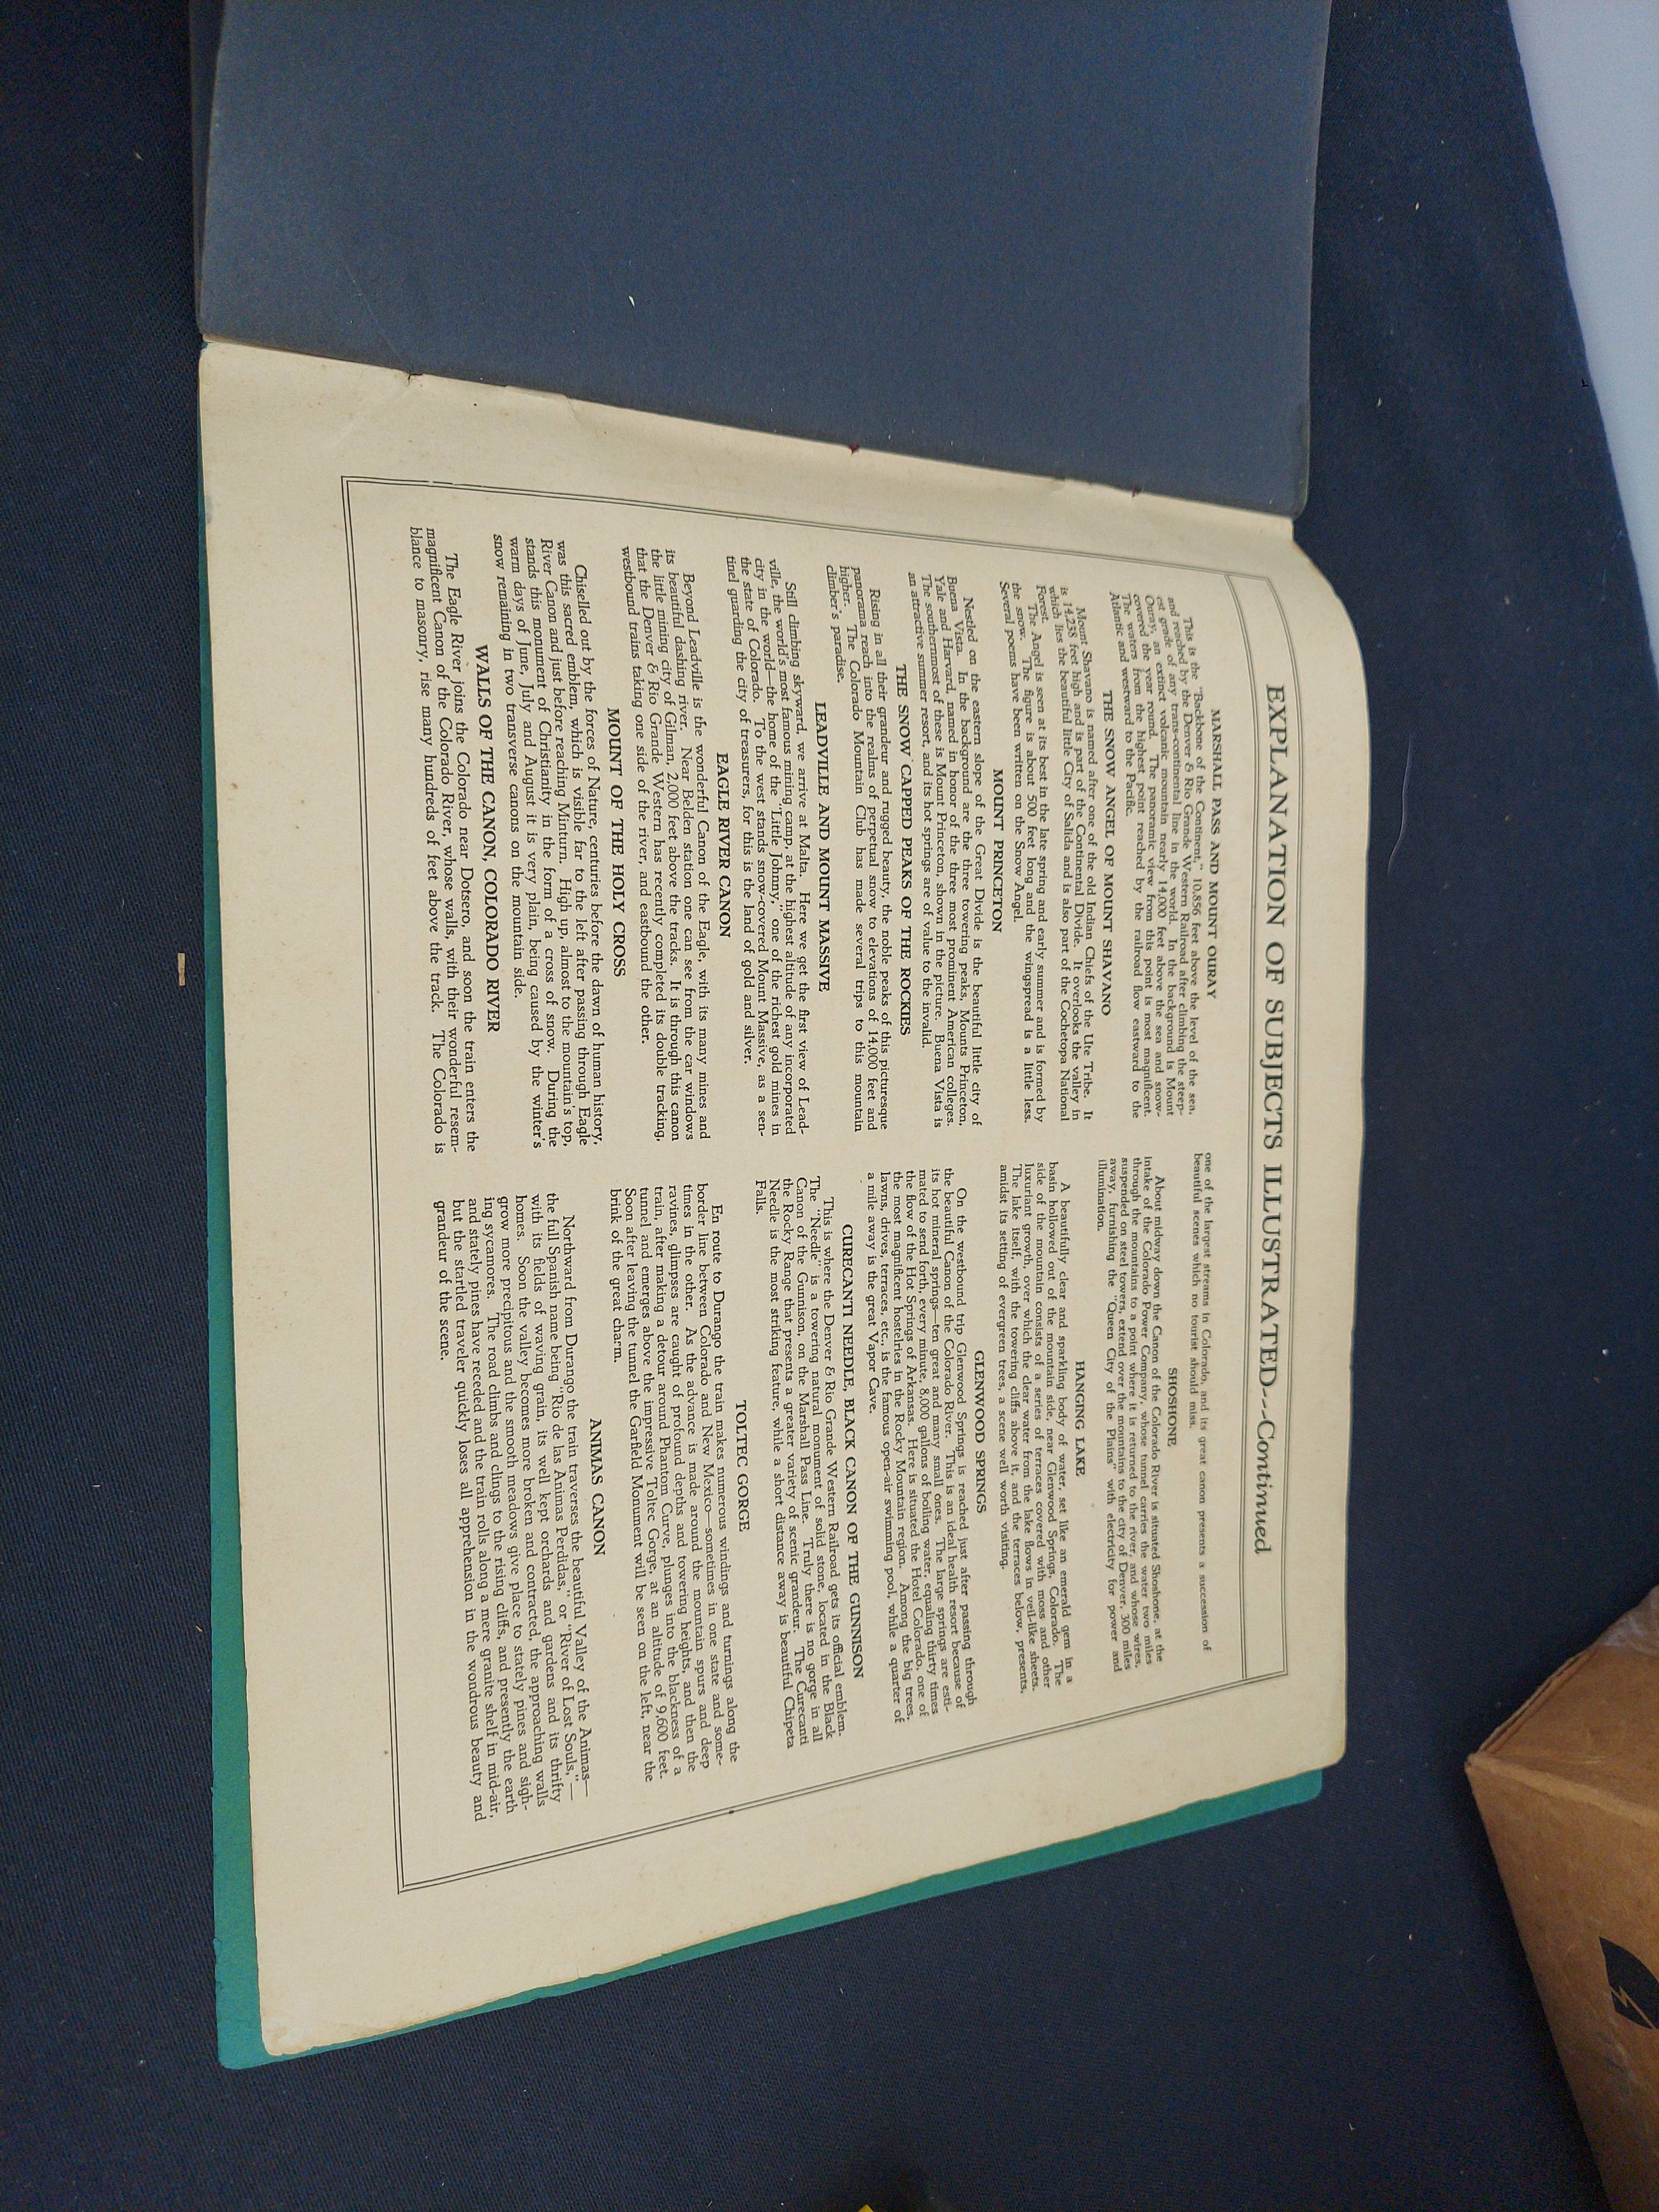 EXPLANATION OF SUBJECTS ILLUSTRATED---Continued
MARSHALL PASS AND MOUNT OURAY
This is the "Backbone of the Continent," 10,856 feet above the level of the sea,
and reached by the Denver & Rio Grande Western Railroad after climbing the steep-
est grade of any trans-continental line in the world. In the background is Mount
Ouray, an extinct volcanic mountain nearly 14,000 feet above the sea and snow-
covered the year round. The panoramic view from this point is most magnificent.
The waters from the highest point reached by the railroad flow eastward to the
Atlantic and westward to the Pacific.
THE SNOW ANGEL OF MOUNT SHAVANO
Mount Shavano is named after one of the old Indian Chiefs of the Ute Tribe. It
is 14,238 feet high and is part of the Continental Divide. It overlooks the valley in
which lies the beautiful little City of Salida and is also part of the Cochetopa National
Forest.
The Angel is seen at its best in the late spring and early summer and is formed by
the snow. The figure is about 500 feet long and the wingspread is a little less.
Several poems have been written on the Snow Angel.
MOUNT PRINCETON
Nestled on the eastern slope of the Great Divide is the beautiful little city of
Buena Vista. In the background are the three towering peaks, Mounts Princeton,
Yale and Harvard, named in honor of the three most prominent American colleges.
The southernmost of these is Mount Princeton, shown in the picture. Buena Vista is
an attractive summer resort, and its hot springs are of value to the invalid.
THE SNOW CAPPED PEAKS OF THE ROCKIES
Rising in all their grandeur and rugged beauty, the noble peaks of this picturesque
panorama reach into the realms of perpetual snow to elevations of 14,000 feet and
higher. The Colorado Mountain Club has made several trips to this mountain
climber's paradise.
LEADVILLE AND MOUNT MASSIVE
Still climbing skyward, we arrive at Malta. Here we get the first view of Lead-
ville, the world's most famous mining camp, at the highest altitude of any incorporated
city in the world—the home of the "Little Johnny," one of the richest gold mines in
the state of Colorado. To the west stands snow-covered Mount Massive, as a sen-
tinel guarding the city of treasurers, for this is the land of gold and silver.
EAGLE RIVER CANON
Beyond Leadville is the wonderful Canon of the Eagle, with its many mines and
its beautiful dashing river. Near Belden station one can see from the car windows
the little mining city of Gilman, 2,000 feet above the tracks. It is through this canon
that the Denver & Rio Grande Western has recently completed its double tracking,
westbound trains taking one side of the river, and eastbound the other.
MOUNT OF THE HOLY CROSS
Chiselled out by the forces of Nature, centuries before the dawn of human history,
was this sacred emblem, which is visible far to the left after passing through Eagle
River Canon and just before reaching Minturn. High up, almost to the mountain's top,
stands this monument of Christianity in the form of a cross of snow. During the
warm days of June, July and August it is very plain, being caused by the winter's
snow remaining in two transverse canons on the mountain side.
WALLS OF THE CANON, COLORADO RIVER
The Eagle River joins the Colorado near Dotsero, and soon the train enters the
magnificent Canon of the Colorado River, whose walls, with their wonderful resem-
blance to masonry, rise many hundreds of feet above the track. The Colorado is
one of the largest streams in Colorado, and its great canon presents a succession of
beautiful scenes which no tourist should miss.
SHOSHONE
About midway down the Canon of the Colorado River is situated Shoshone, at the
intake of the Colorado Power Company, whose tunnel carries the water two miles
through the mountains to a point where it is returned to the river, and whose wires,
suspended on steel towers, extend over the mountains to the city of Denver, 300 miles
away, furnishing the "Queen City of the Plains" with electricity for power and
illumination.
HANGING LAKE
A beautifully clear and sparkling body of water, set like an emerald gem in a
basin hollowed out of the mountain side, near Glenwood Springs, Colorado. The
side of the mountain consists of a series of terraces covered with moss and other
luxuriant growth, over which the clear water from the lake flows in veil-like sheets.
The lake itself, with the towering cliffs above it, and the terraces below, presents,
amidst its setting of evergreen trees, a scene well worth visiting.
GLENWOOD SPRINGS
On the westbound trip Glenwood Springs is reached just after passing through
the beautiful Canon of the Colorado River. This is an ideal health resort because of
its hot mineral springs—ten great and many small ones. The large springs are esti-
mated to send forth, every minute, 8,000 gallons of boiling water, equaling thirty times
the flow of the Hot Springs of Arkansas. Here is situated the Hotel Colorado, one of
the most magnificent hostelries in the Rocky Mountain region. Among the big trees,
lawns, drives, terraces, etc., is the famous open-air swimming pool, while a quarter of
a mile away is the great Vapor Cave.
CURECANTI NEEDLE, BLACK CANON OF THE GUNNISON
This is where the Denver & Rio Grande Western Railroad gets its official emblem.
The "Needle" is a towering natural monument of solid stone, located in the Black
Canon of the Gunnison, on the Marshall Pass Line. Truly there is no gorge in all
the Rocky Range that presents a greater variety of scenic grandeur. The Curecanti
Needle is the most striking feature, while a short distance away is beautiful Chipeta
Falls.
TOLTEC GORGE
En route to Durango the train makes numerous windings and turnings along the
border line between Colorado and New Mexico—sometimes in one state and some-
times in the other. As the advance is made around the mountain spurs and deep
ravines, glimpses are caught of profound depths and towering heights, and then the
train, after making a detour around Phantom Curve, plunges into the blackness of a
tunnel and emerges above the impressive Toltec Gorge, at an altitude of 9,600 feet.
Soon after leaving the tunnel the Garfield Monument will be seen on the left, near the
brink of the great charm.
ANIMAS CANON
Northward from Durango the train traverses the beautiful Valley of the Animas—
the full Spanish name being "Rio de las Animas Perdidas," or "River of Lost Souls,"—
with its fields of waving grain, its well kept orchards and gardens and its thrifty
homes. Soon the valley becomes more broken and contracted, the approaching walls
grow more precipitous and the smooth meadows give place to stately pines and sigh-
ing sycamores. The road climbs and clings to the rising cliffs, and presently the earth
and stately pines have receded and the train rolls along a mere granite shelf in mid-air,
but the startled traveler quickly loses all apprehension in the wondrous beauty and
grandeur of the scene.